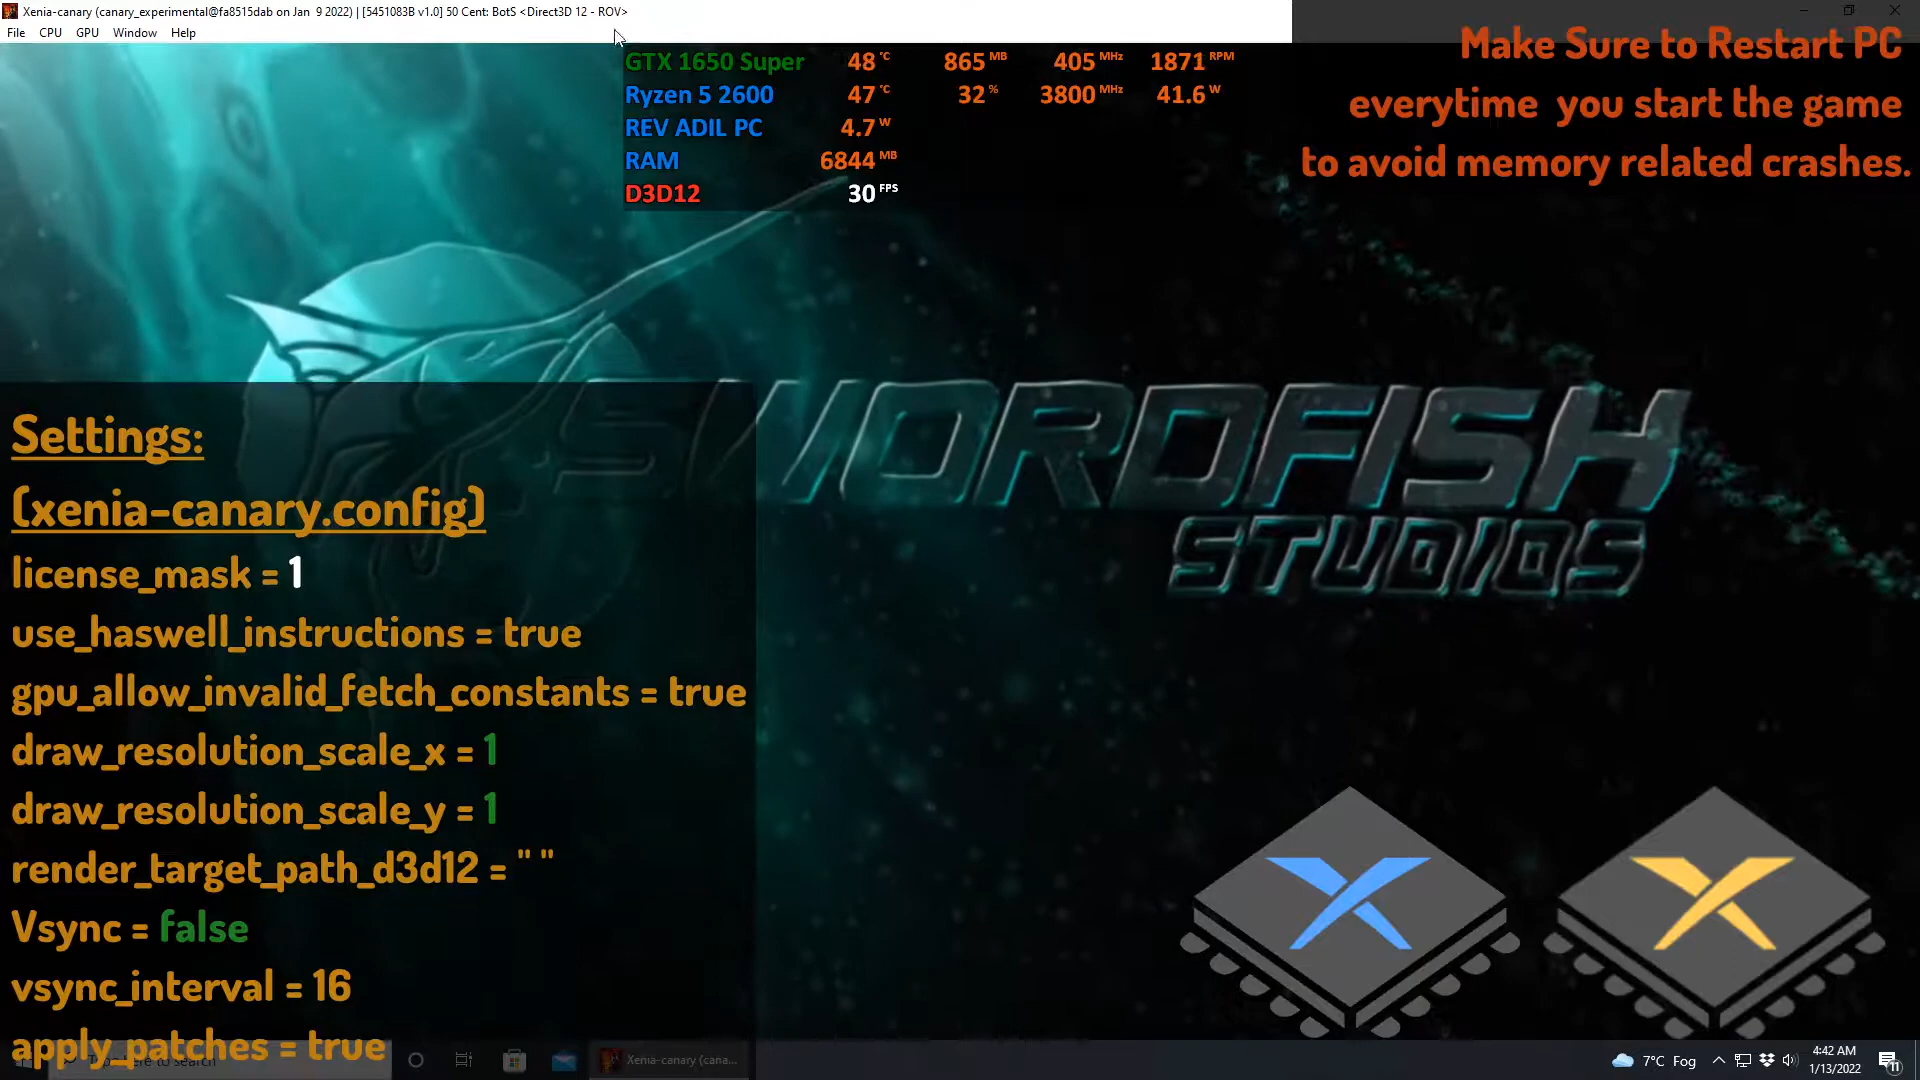 Xenia-canary (canary_experimental@fa8515dab on Jan 9 2022) | [5451083B v1.0] 50 Cent: BotS <Direct3D 12 - ROV>
File CPU GPU Window Help
GTX 1650 Super 48 °C 865 MB 405 MHz 1871 RPM
Ryzen 5 2600 47 °C 32 % 3800 MHz 41.6 W
REV ADIL PC 4.7 W
RAM 6844 MB
D3D12 30 FPS
Make Sure to Restart PC
everytime you start the game
to avoid memory related crashes.
SWORDFISH
STUDIOS
Settings:
(xenia-canary.config)
license_mask = 1
use_haswell_instructions = true
gpu_allow_invalid_fetch_constants = true
draw_resolution_scale_x = 1
draw_resolution_scale_y = 1
render_target_path_d3d12 = " "
Vsync = false
vsync_interval = 16
apply_patches = true
Type here to search
Xenia-canary (cana...
7°C Fog
4:42 AM
1/13/2022
11